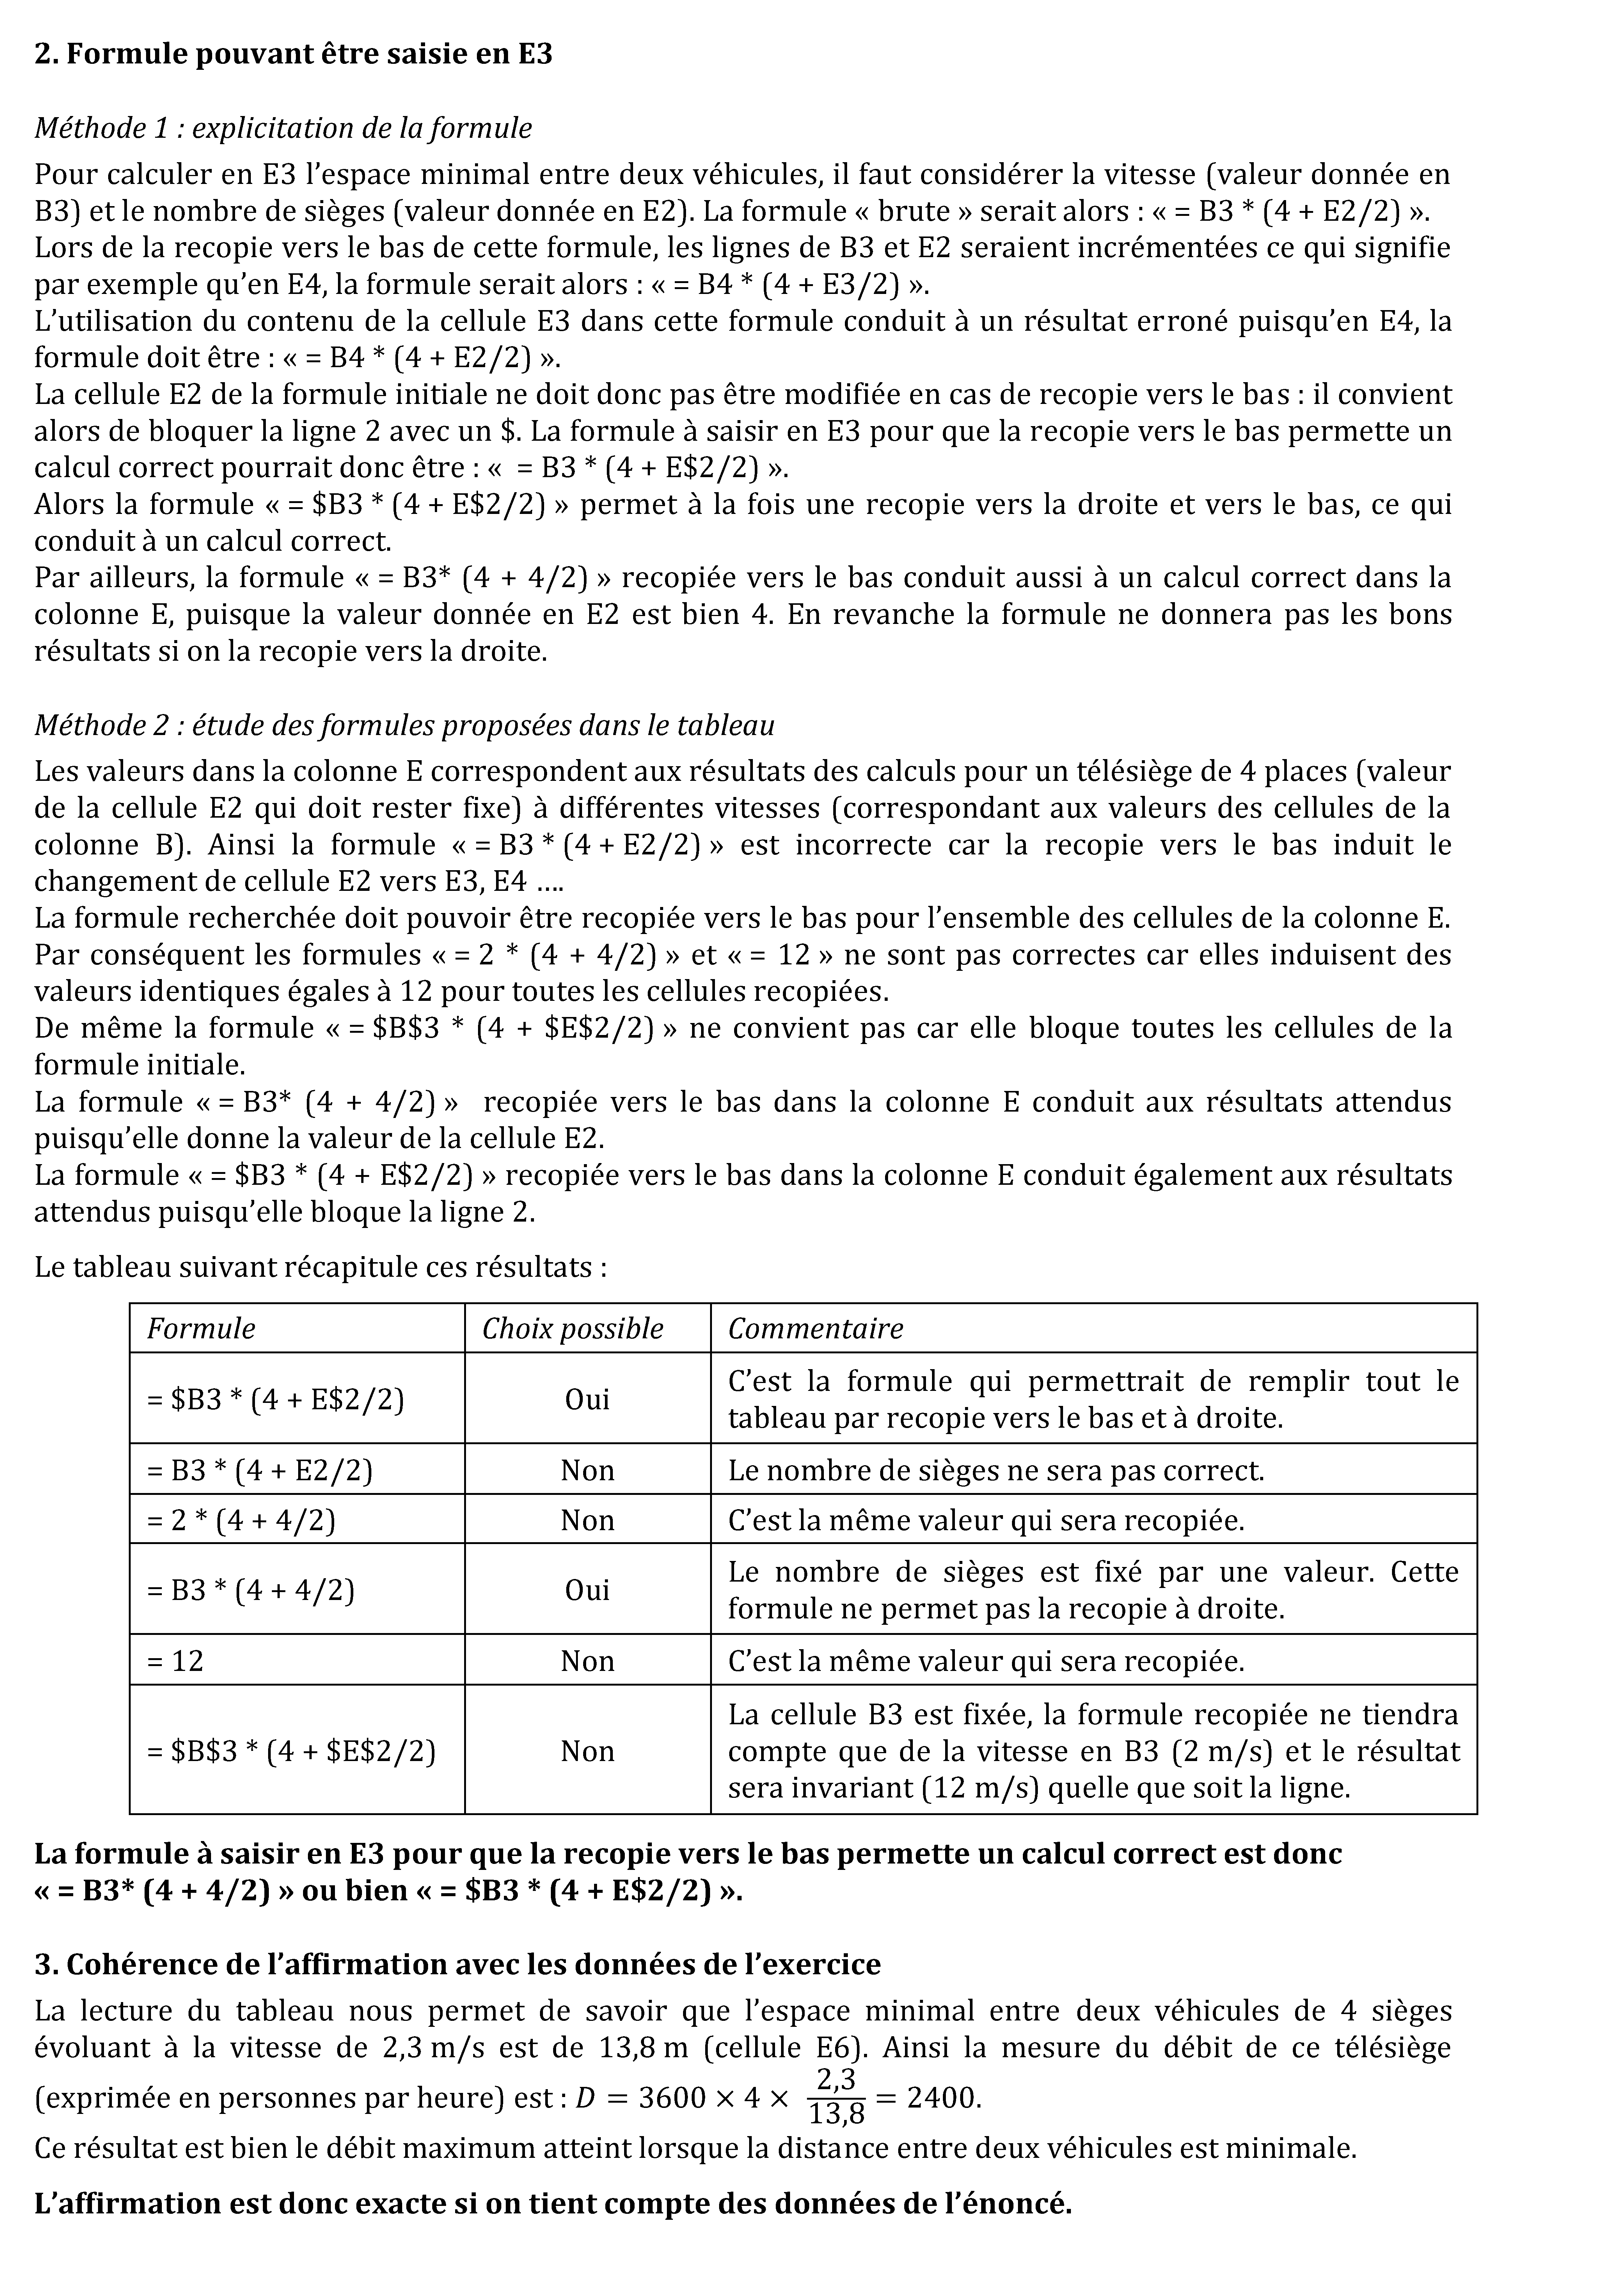 2. Formule pouvant être saisie en E3
Méthode 1 : explicitation de la formule
Pour calculer en E3 l’espace minimal entre deux véhicules, il faut considérer la vitesse (valeur donnée en
B3) et le nombre de sièges (valeur donnée en E2). La formule « brute » serait alors : « = B3 * (4 + E2/2) ».
Lors de la recopie vers le bas de cette formule, les lignes de B3 et E2 seraient incrémentées ce qui signifie
par exemple qu’en E4, la formule serait alors : « = B4 * (4 + E3/2) ».
L’utilisation du contenu de la cellule E3 dans cette formule conduit à un résultat erroné puisqu’en E4, la
formule doit être : « = B4 * (4 + E2/2) ».
La cellule E2 de la formule initiale ne doit donc pas être modifiée en cas de recopie vers le bas : il convient
alors de bloquer la ligne 2 avec un $. La formule à saisir en E3 pour que la recopie vers le bas permette un
calcul correct pourrait donc être : « = B3 * (4 + E$2/2) ».
Alors la formule « = $B3 * (4 + E$2/2) » permet à la fois une recopie vers la droite et vers le bas, ce qui
conduit à un calcul correct.
Par ailleurs, la formule « = B3* (4 + 4/2) » recopiée vers le bas conduit aussi à un calcul correct dans la
colonne E, puisque la valeur donnée en E2 est bien 4. En revanche la formule ne donnera pas les bons
résultats si on la recopie vers la droite.
Méthode 2 : étude des formules proposées dans le tableau
Les valeurs dans la colonne E correspondent aux résultats des calculs pour un télésiège de 4 places (valeur
de la cellule E2 qui doit rester fixe) à différentes vitesses (correspondant aux valeurs des cellules de la
colonne B). Ainsi la formule « = B3 * (4 + E2/2) » est incorrecte car la recopie vers le bas induit le
changement de cellule E2 vers E3, E4 ….
La formule recherchée doit pouvoir être recopiée vers le bas pour l’ensemble des cellules de la colonne E.
Par conséquent les formules « = 2 * (4 + 4/2) » et « = 12 » ne sont pas correctes car elles induisent des
valeurs identiques égales à 12 pour toutes les cellules recopiées.
De même la formule « = $B$3 * (4 + $E$2/2) » ne convient pas car elle bloque toutes les cellules de la
formule initiale.
La formule « = B3* (4 + 4/2) » recopiée vers le bas dans la colonne E conduit aux résultats attendus
puisqu’elle donne la valeur de la cellule E2.
La formule « = $B3 * (4 + E$2/2) » recopiée vers le bas dans la colonne E conduit également aux résultats
attendus puisqu’elle bloque la ligne 2.
Le tableau suivant récapitule ces résultats :
Formule Choix possible Commentaire
= $B3 * (4 + E$2/2) Oui C’est la formule qui permettrait de remplir tout le
tableau par recopie vers le bas et à droite.
= B3 * (4 + E2/2) Non Le nombre de sièges ne sera pas correct.
= 2 * (4 + 4/2) Non C’est la même valeur qui sera recopiée.
= B3 * (4 + 4/2) Oui Le nombre de sièges est fixé par une valeur. Cette
formule ne permet pas la recopie à droite.
= 12 Non C’est la même valeur qui sera recopiée.
= $B$3 * (4 + $E$2/2) Non La cellule B3 est fixée, la formule recopiée ne tiendra
compte que de la vitesse en B3 (2 m/s) et le résultat
sera invariant (12 m/s) quelle que soit la ligne.
La formule à saisir en E3 pour que la recopie vers le bas permette un calcul correct est donc
« = B3* (4 + 4/2) » ou bien « = $B3 * (4 + E$2/2) ».
3. Cohérence de l’affirmation avec les données de l’exercice
La lecture du tableau nous permet de savoir que l’espace minimal entre deux véhicules de 4 sièges
évoluant à la vitesse de 2,3 m/s est de 13,8 m (cellule E6). Ainsi la mesure du débit de ce télésiège
(exprimée en personnes par heure) est : D = 3600 × 4 × 2,3/13,8 = 2400.
Ce résultat est bien le débit maximum atteint lorsque la distance entre deux véhicules est minimale.
L’affirmation est donc exacte si on tient compte des données de l’énoncé.